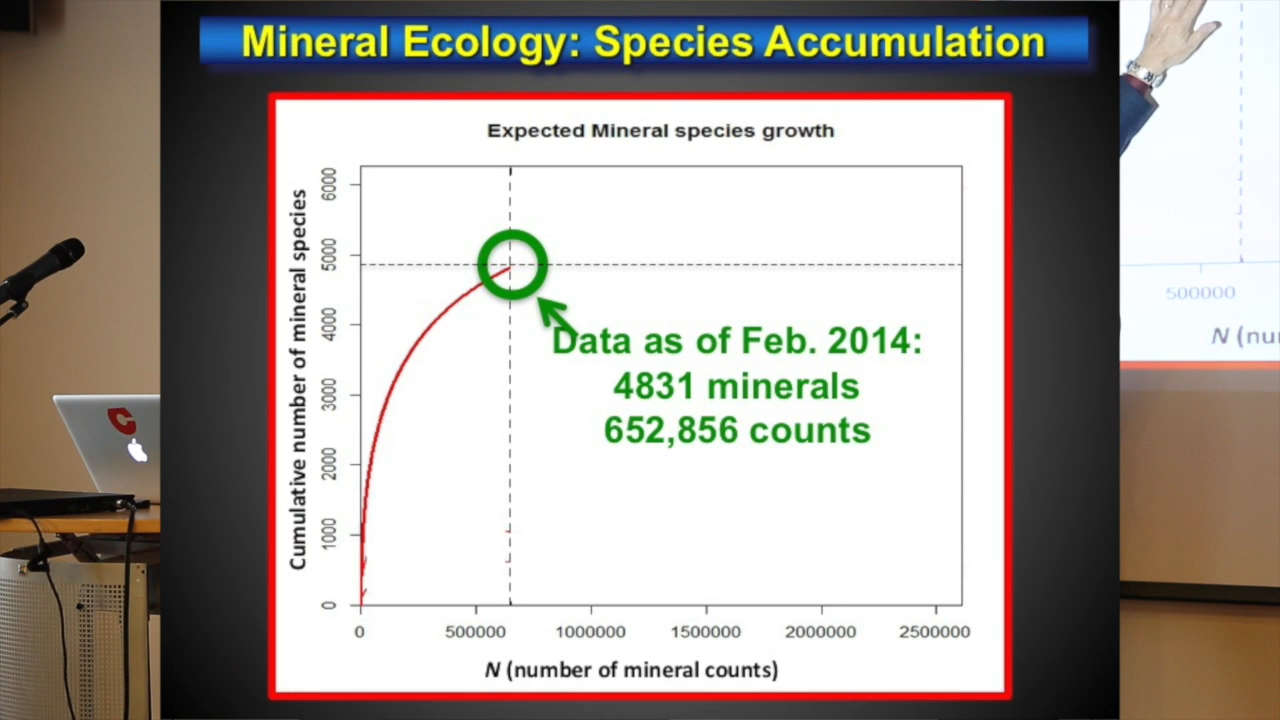 Mineral Ecology: Species Accumulation
Expected Mineral species growth
Cumulative number of mineral species
6000
5000
4000
3000
2000
1000
0
Data as of Feb. 2014:
4831 minerals
652,856 counts
0 500000 1000000 1500000 2000000 2500000
N (number of mineral counts)
500000
N (nu